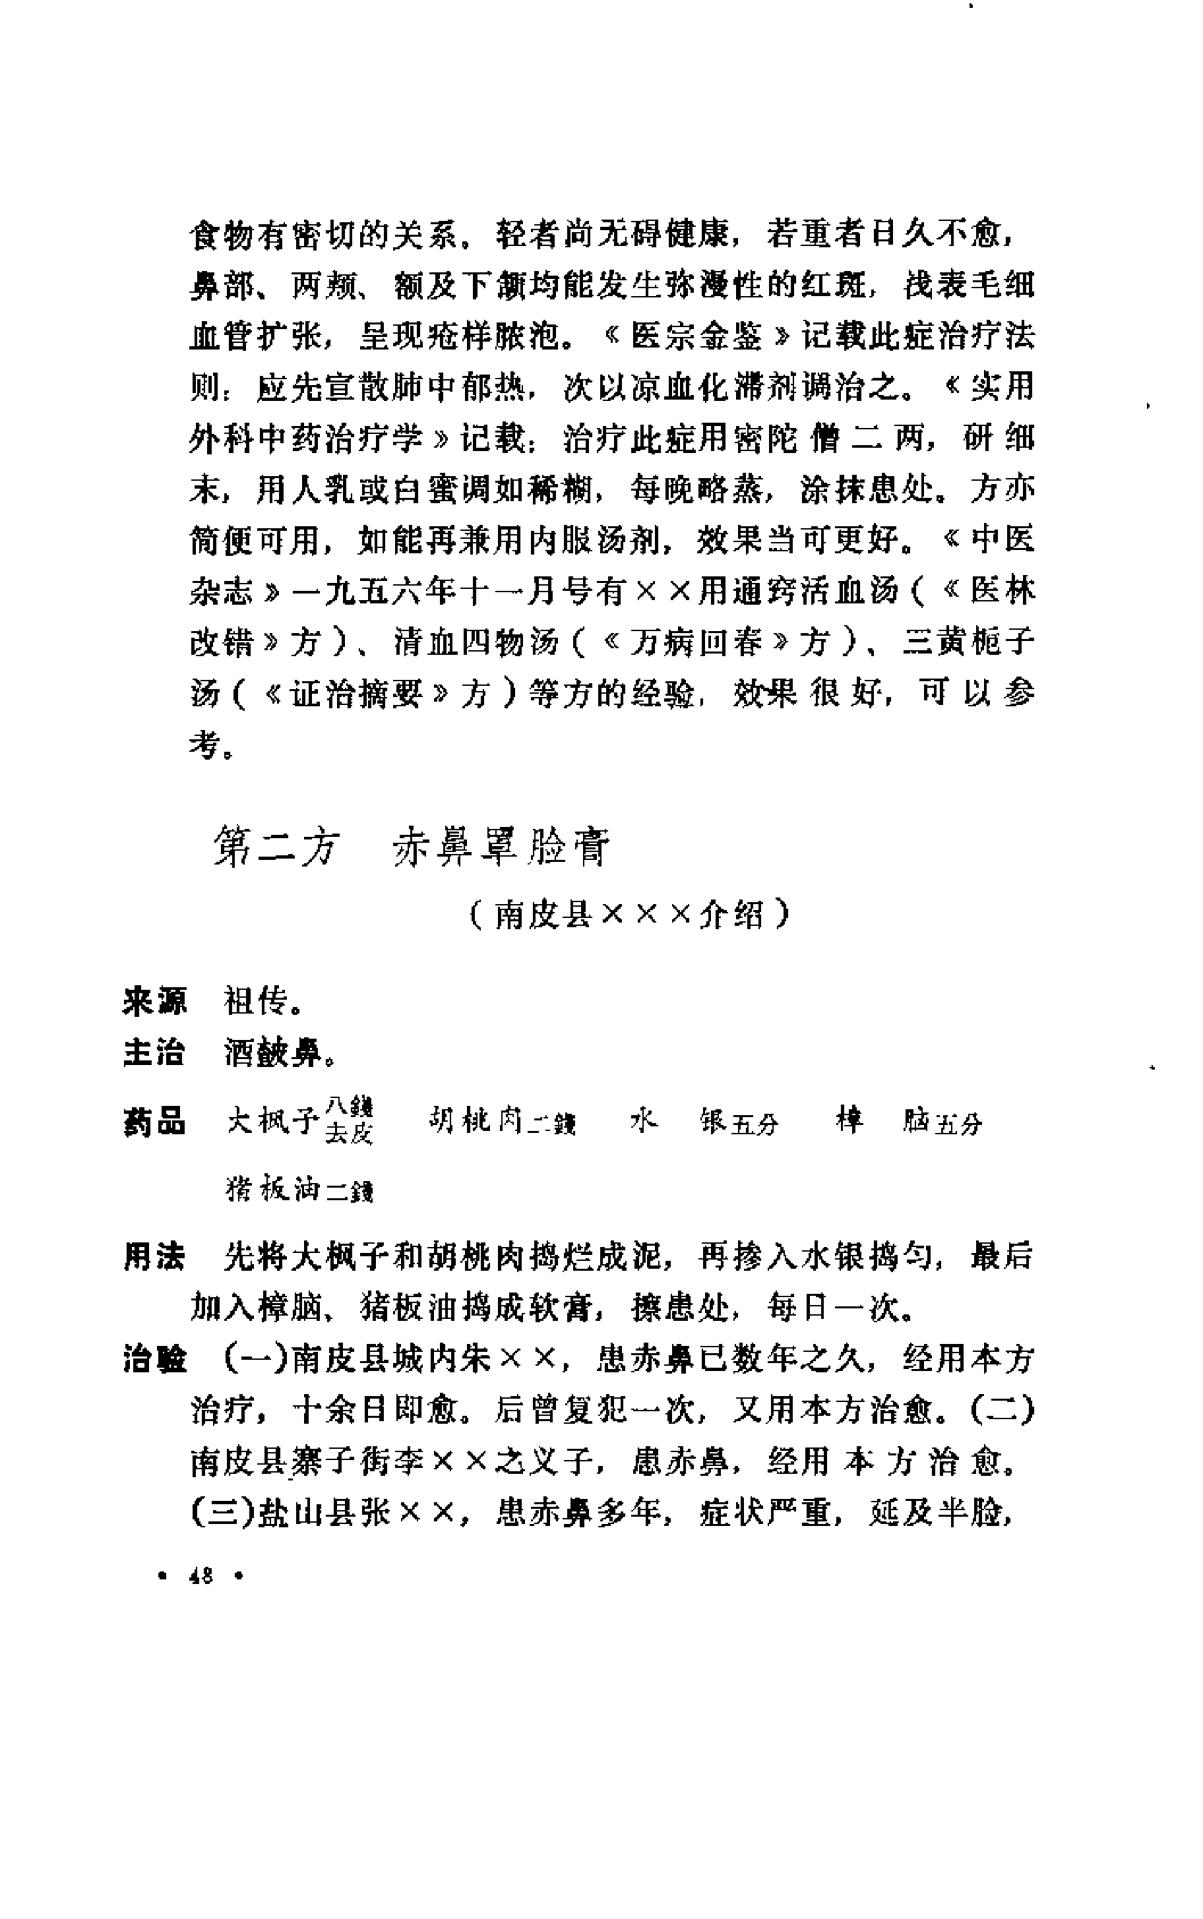 食物有密切的关系，轻者尚无碍健康，若重者日久不愈，
鼻部、两颊、额及下颔均能发生弥漫性的红斑，浅表毛细
血管扩张，呈现疮样脓泡。《医宗金鉴》记载此症治疗法
则：应先宣散肺中郁热，次以凉血化滞剂调治之。《实用
外科中药治疗学》记载：治疗此症用密陀僧二两，研细
末，用人乳或白蜜调如稀糊，每晚略蒸，涂抹患处。方亦
简便可用，如能再兼用内服汤剂，效果当可更好。《中医
杂志》一九五六年十一月号有××用通窍活血汤（《医林
改错》方）、清血四物汤（《万病回春》方）、三黄栀子
汤（《证治摘要》方）等方的经验，效果很好，可以参
考。
第二方　赤鼻罩脸膏
（南皮县×××介绍）
来源　祖传。
主治　酒皶鼻。
药品　大枫子八錢去皮　胡桃肉二錢　水　银五分　樟　脑五分
猪板油二錢
用法　先将大枫子和胡桃肉捣烂成泥，再掺入水银捣匀，最后
加入樟脑、猪板油捣成软膏，擦患处，每日一次。
治验　(一)南皮县城内朱××，患赤鼻已数年之久，经用本方
治疗，十余日即愈。后曾复犯一次，又用本方治愈。(二)
南皮县寨子街李××之义子，患赤鼻，经用本方治愈。
(三)盐山县张××，患赤鼻多年，症状严重，延及半脸，
• 48 •